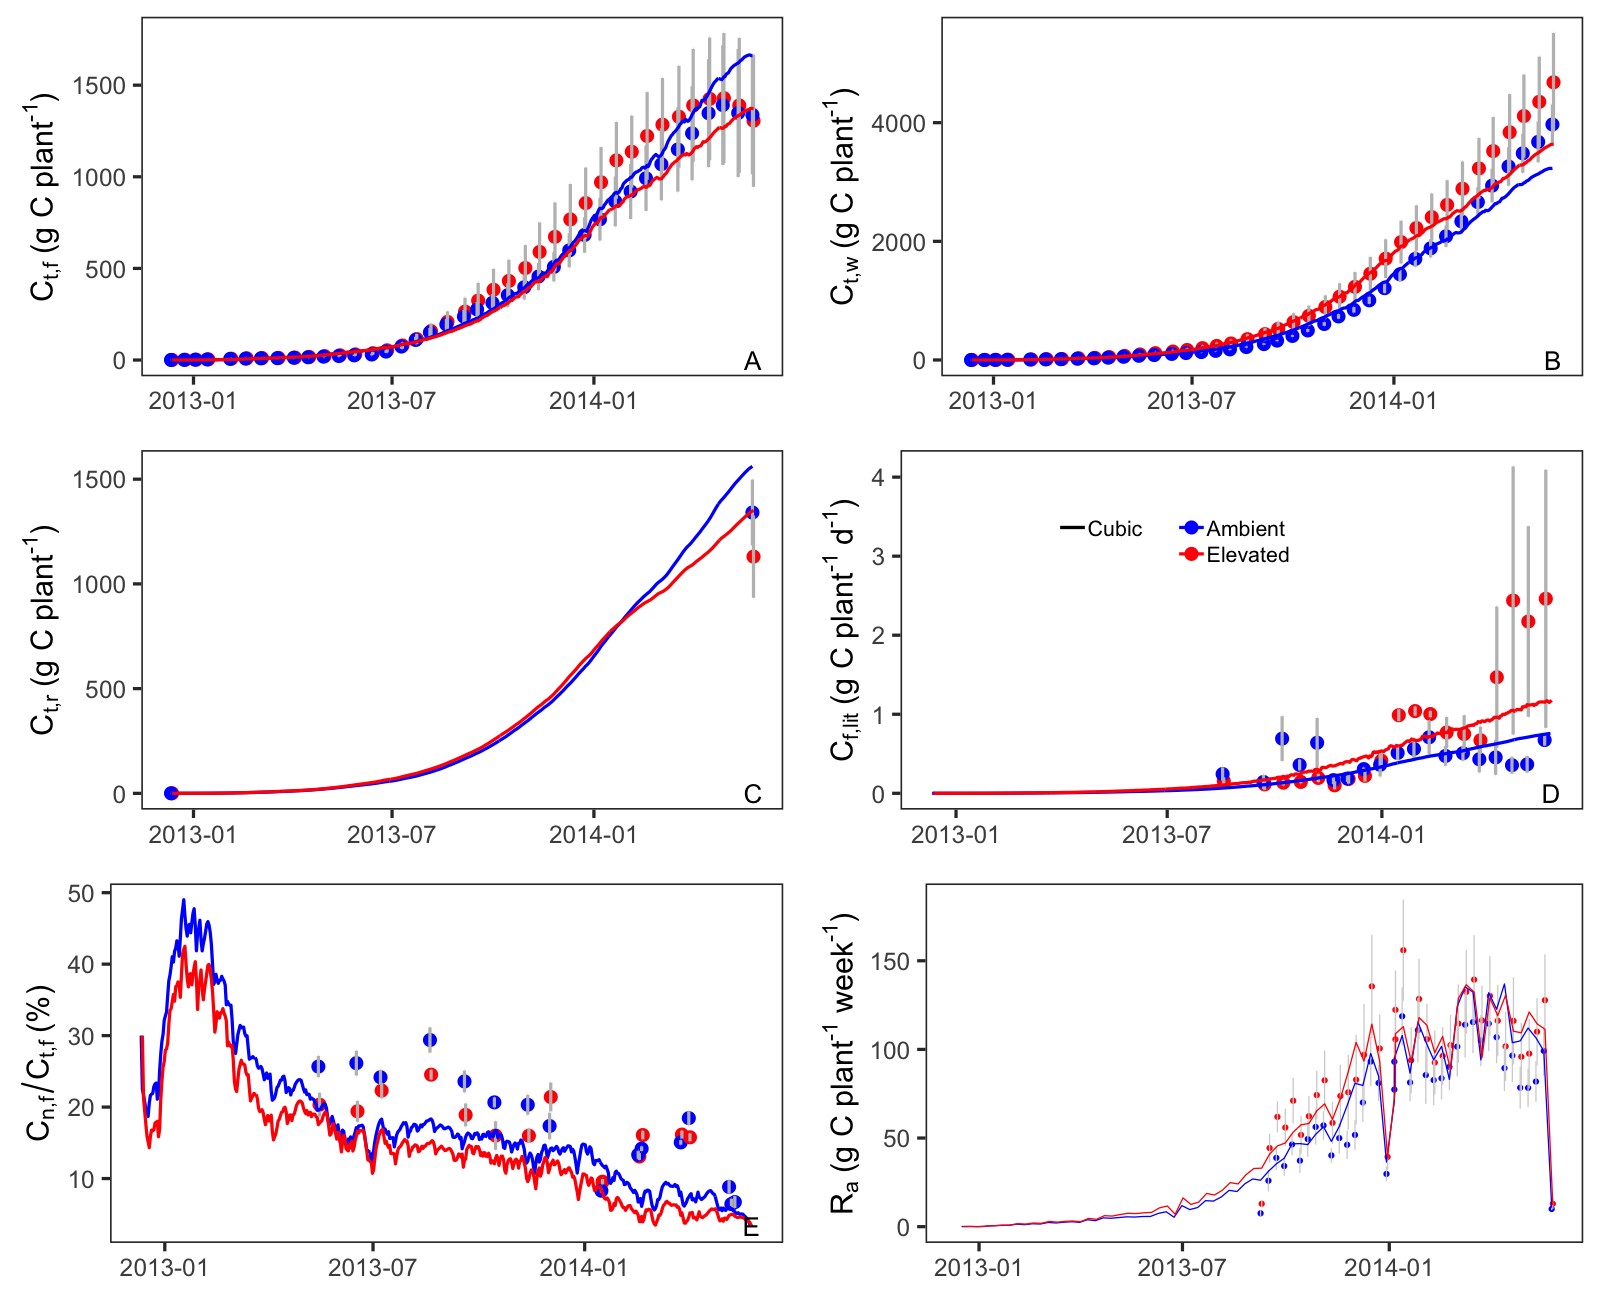 C_t,f (g C plant^-1)
1500
1000
500
0
2013-01 2013-07 2014-01
A
C_t,w (g C plant^-1)
4000
2000
0
2013-01 2013-07 2014-01
B
C_t,r (g C plant^-1)
1500
1000
500
0
2013-01 2013-07 2014-01
C
C_f,lit (g C plant^-1 d^-1)
4
3
2
1
0
Cubic
Ambient
Elevated
2013-01 2013-07 2014-01
D
C_n,f/C_t,f (%)
50
40
30
20
10
2013-01 2013-07 2014-01
E
R_a (g C plant^-1 week^-1)
150
100
50
0
2013-01 2013-07 2014-01